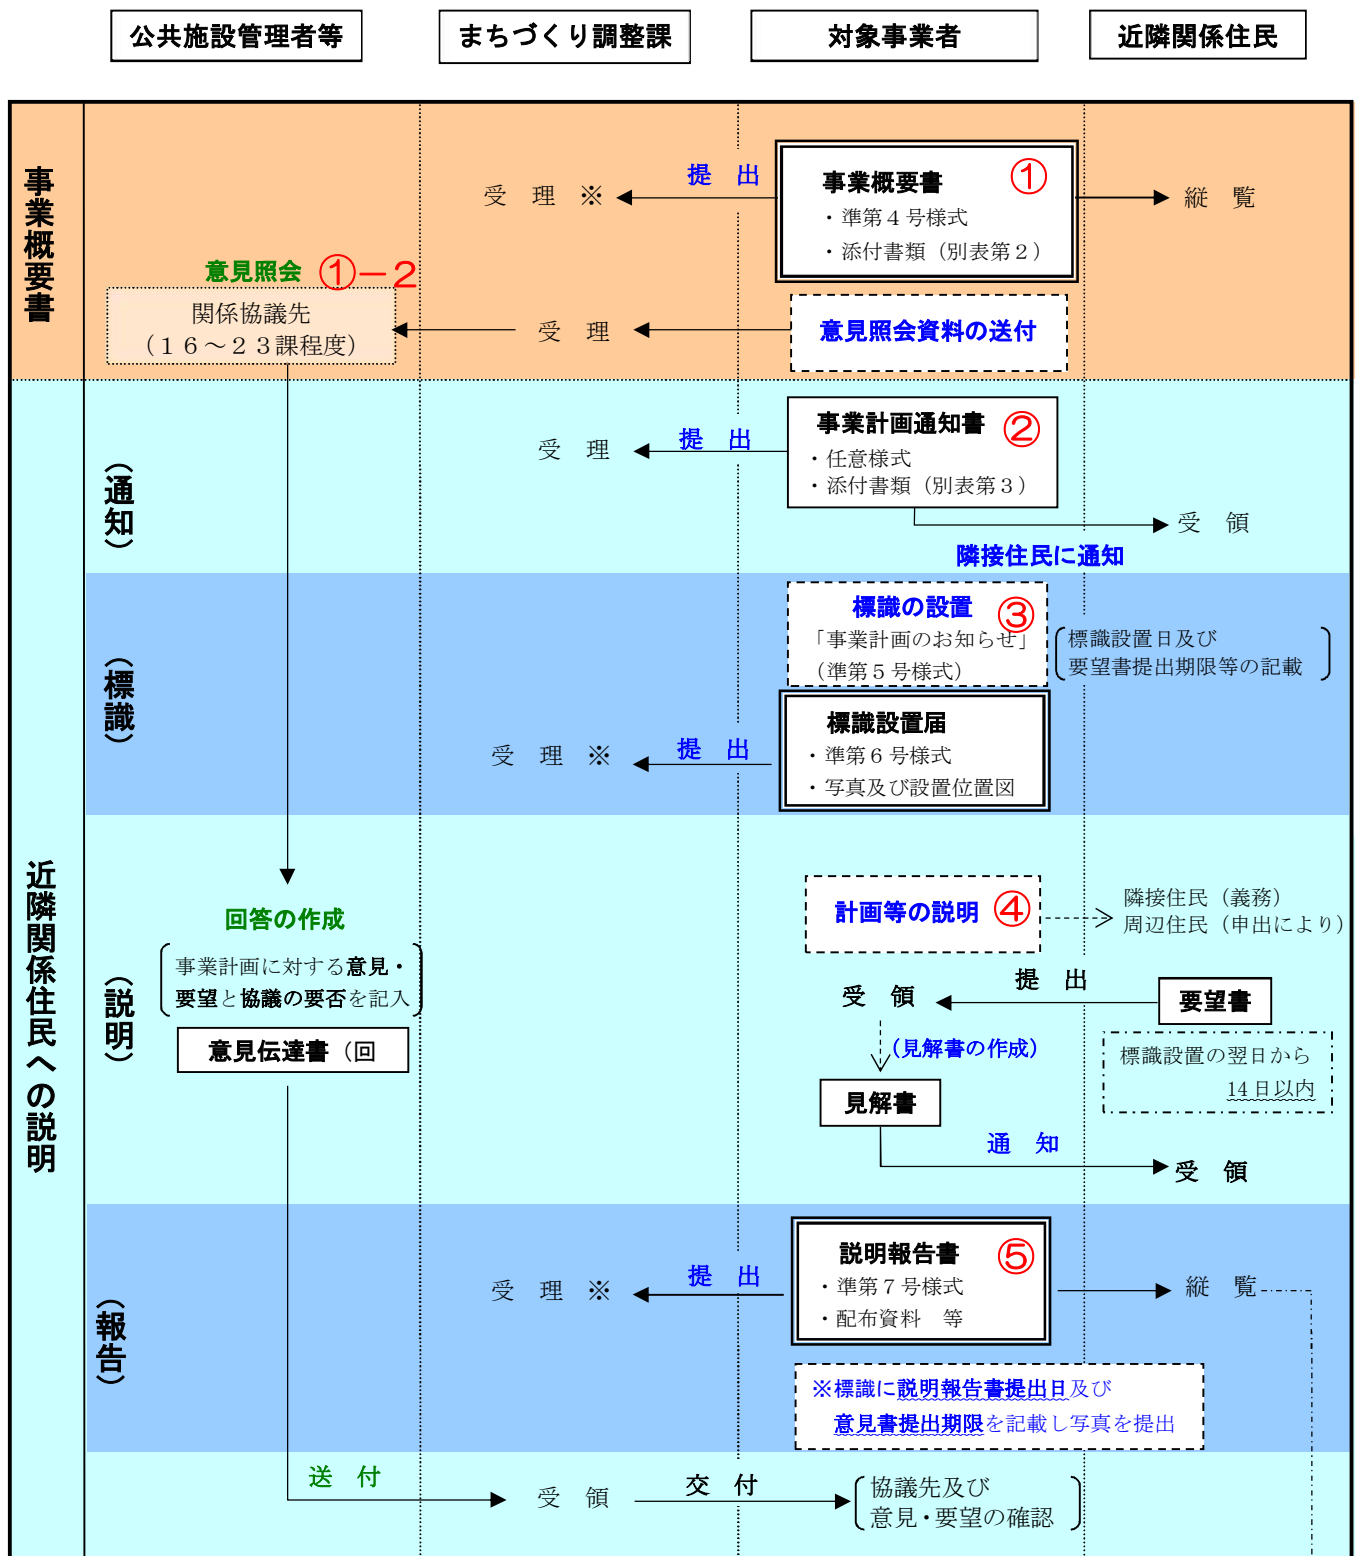 公共施設管理者等
まちづくり調整課
対象事業者
近隣関係住民
事業概要書
受　理　※
提　出
事業概要書　①
・準第４号様式
・添付書類（別表第２）
縦　覧
意見照会　①－２
関係協議先
（１６～２３課程度）
受　理
意見照会資料の送付
近隣関係住民への説明
（通知）
受　理
提　出
事業計画通知書　②
・任意様式
・添付書類（別表第３）
受　領
隣接住民に通知
（標識）
標識の設置　③
「事業計画のお知らせ」
（準第５号様式）
標識設置日及び
要望書提出期限等の記載
受　理　※
提　出
標識設置届
・準第６号様式
・写真及び設置位置図
（説明）
回答の作成
事業計画に対する意見・
要望と協議の要否を記入
意見伝達書（回
計画等の説明　④
隣接住民（義務）
周辺住民（申出により）
受　領
提　出
要望書
（見解書の作成）
標識設置の翌日から
14日以内
見解書
通　知
受　領
（報告）
受　理　※
提　出
説明報告書　⑤
・準第７号様式
・配布資料　等
縦　覧
※標識に説明報告書提出日及び
意見書提出期限を記載し写真を提出
送　付
受　領
交　付
協議先及び
意見・要望の確認